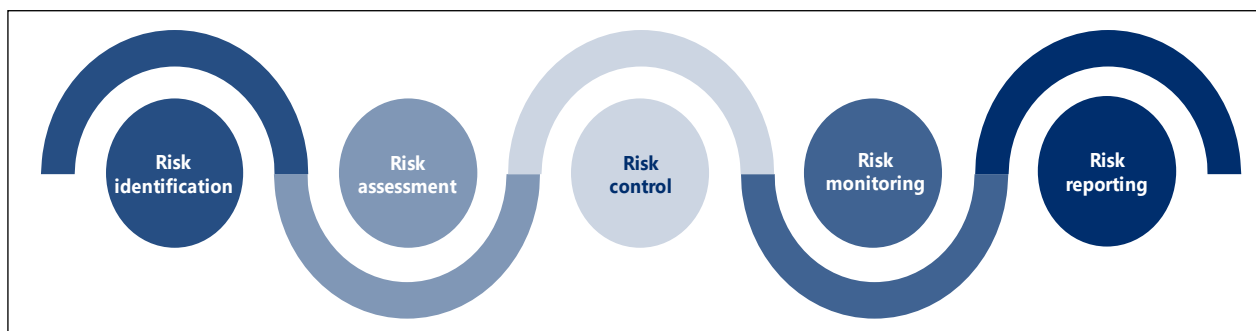 Risk
identification
Risk
assessment
Risk
control
Risk
monitoring
Risk
reporting